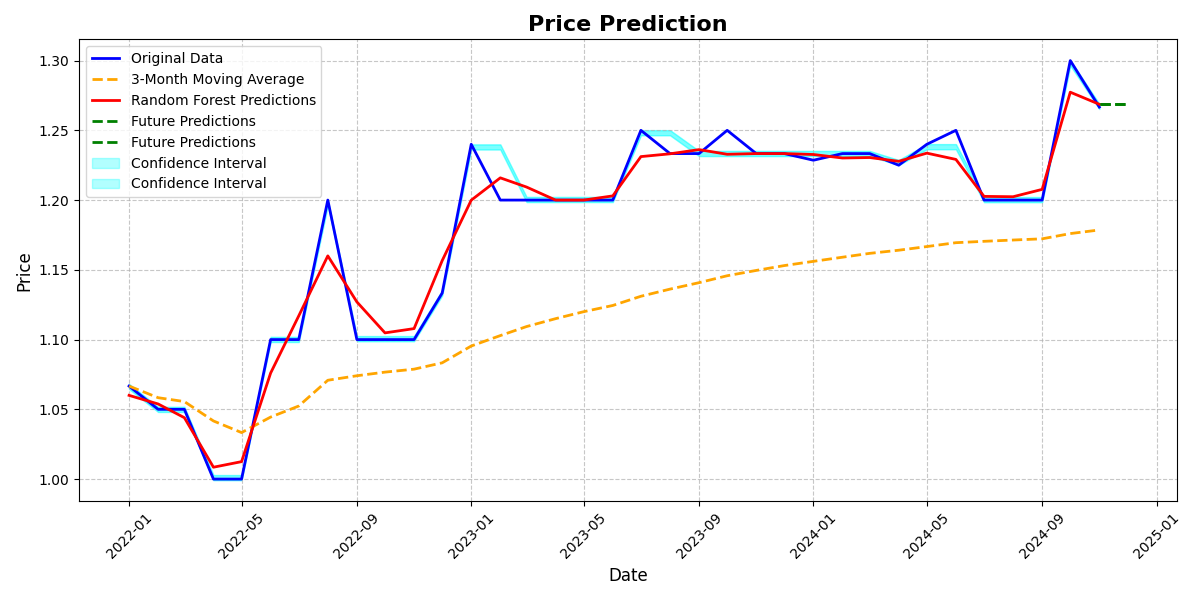 Price Prediction
Original Data
3-Month Moving Average
Random Forest Predictions
Future Predictions
Future Predictions
Confidence Interval
Confidence Interval
Price
1.30
1.25
1.20
1.15
1.10
1.05
1.00
2022-01
2022-05
2022-09
2023-01
2023-05
2023-09
2024-01
2024-05
2024-09
2025-01
Date